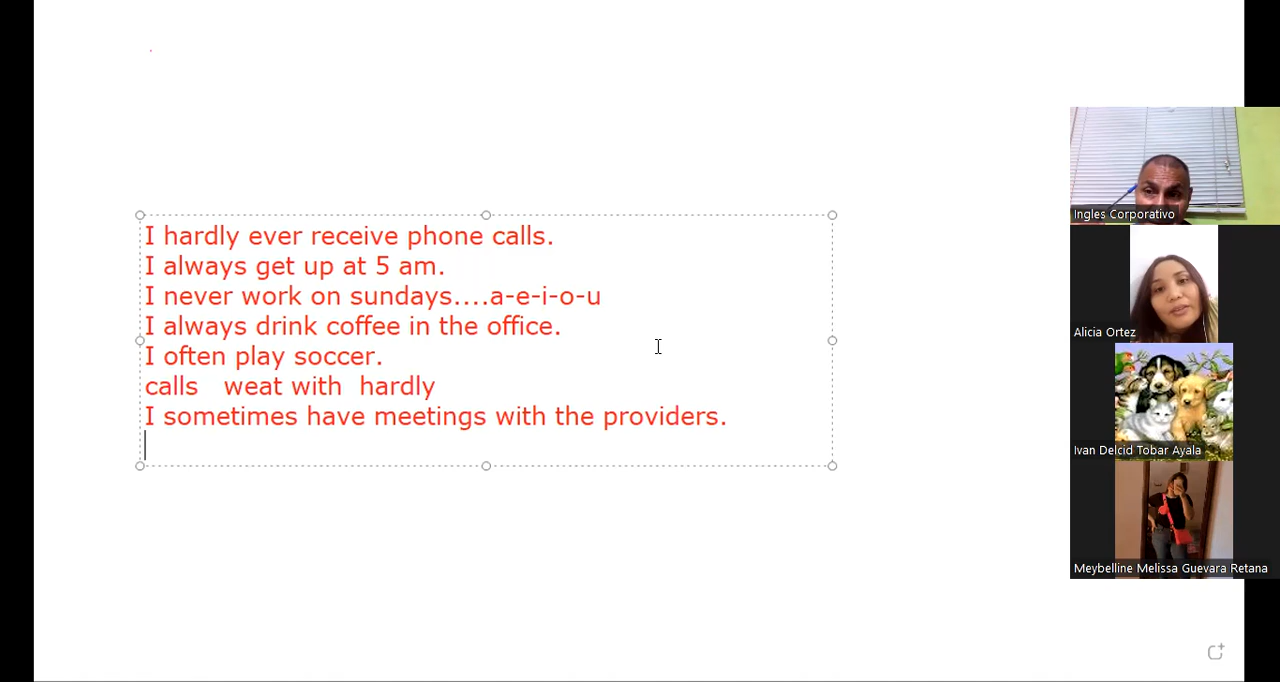 I hardly ever receive phone calls.
I always get up at 5 am.
I never work on sundays....a-e-i-o-u
I always drink coffee in the office.
I often play soccer.
calls weat with hardly
I sometimes have meetings with the providers.
Ingles Corporativo
Alicia Ortez
Ivan Delcid Tobar Ayala
Meybelline Melissa Guevara Retana